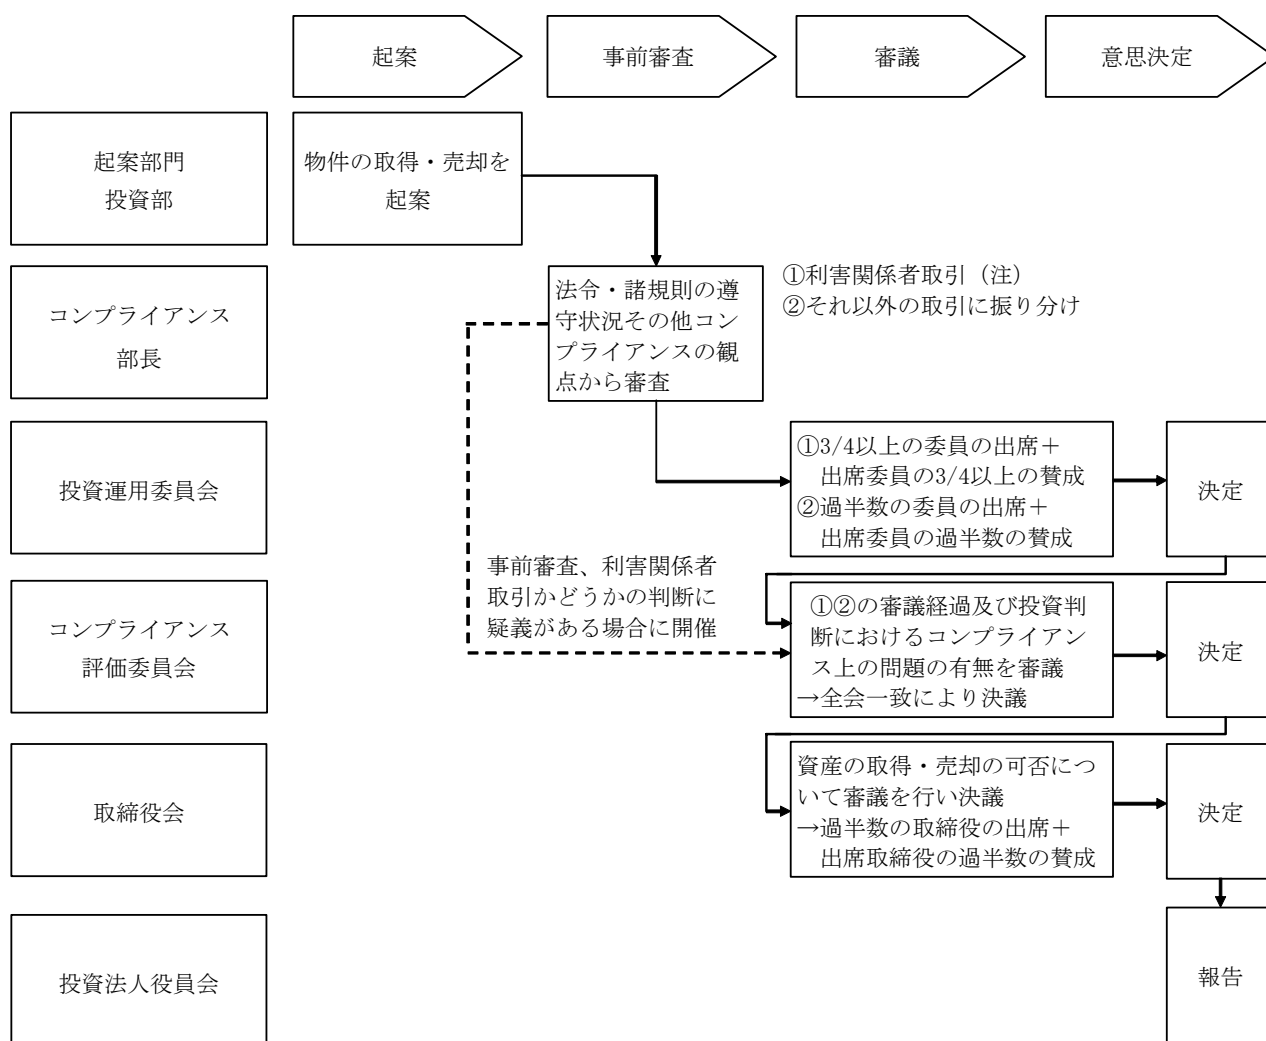 起案
事前審査
審議
意思決定
起案部門
投資部
物件の取得・売却を
起案
コンプライアンス
部長
法令・諸規則の遵
守状況その他コン
プライアンスの観
点から審査
①利害関係者取引（注）
②それ以外の取引に振り分け
投資運用委員会
①3/4以上の委員の出席＋
出席委員の3/4以上の賛成
②過半数の委員の出席＋
出席委員の過半数の賛成
決定
事前審査、利害関係者
取引かどうかの判断に
疑義がある場合に開催
コンプライアンス
評価委員会
①②の審議経過及び投資判
断におけるコンプライアン
ス上の問題の有無を審議
→全会一致により決議
決定
取締役会
資産の取得・売却の可否につ
いて審議を行い決議
→過半数の取締役の出席＋
出席取締役の過半数の賛成
決定
投資法人役員会
報告